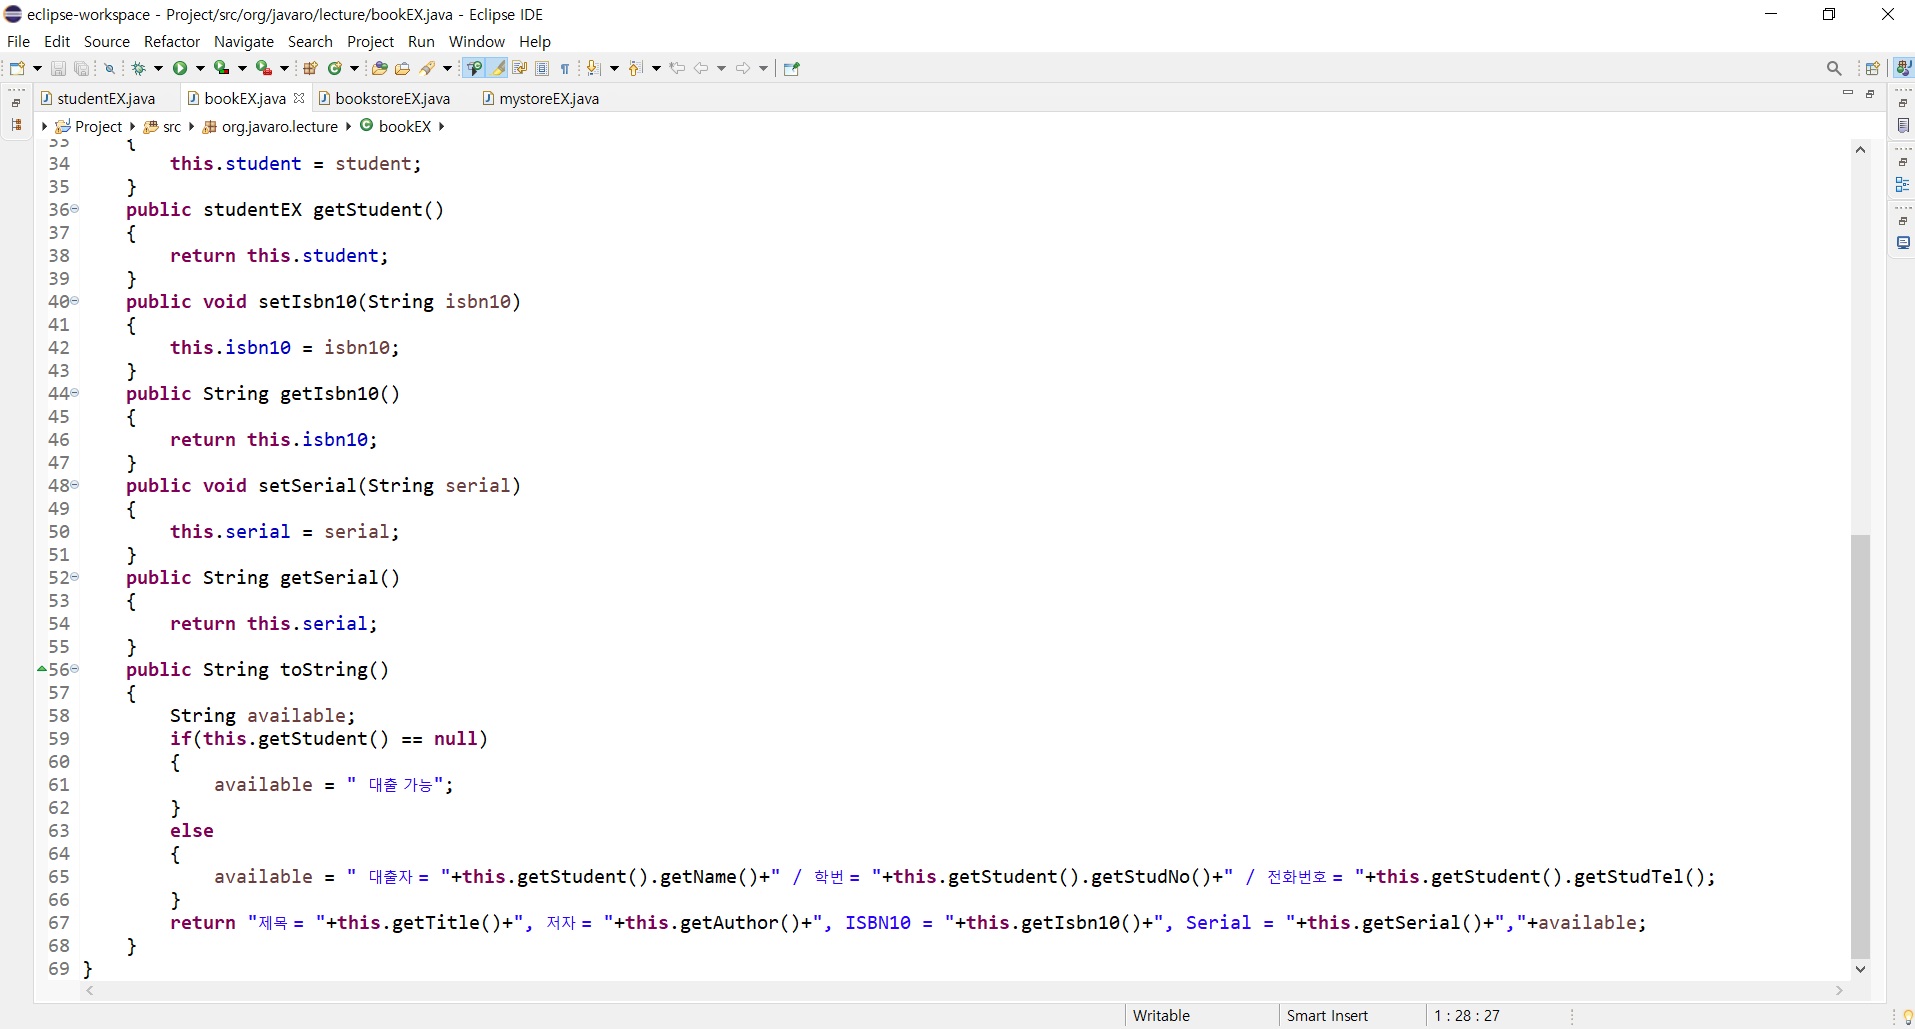 eclipse-workspace - Project/src/org/javaro/lecture/bookEX.java - Eclipse IDE
File Edit Source Refactor Navigate Search Project Run Window Help
studentEX.java bookEX.java bookstoreEX.java mystoreEX.java
Project src org.javaro.lecture bookEX
33 {
34 this.student = student;
35 }
36 public studentEX getStudent()
37 {
38 return this.student;
39 }
40 public void setIsbn10(String isbn10)
41 {
42 this.isbn10 = isbn10;
43 }
44 public String getIsbn10()
45 {
46 return this.isbn10;
47 }
48 public void setSerial(String serial)
49 {
50 this.serial = serial;
51 }
52 public String getSerial()
53 {
54 return this.serial;
55 }
56 public String toString()
57 {
58 String available;
59 if(this.getStudent() == null)
60 {
61 available = " 대출 가능";
62 }
63 else
64 {
65 available = " 대출자 = "+this.getStudent().getName()+" / 학번 = "+this.getStudent().getStudNo()+" / 전화번호 = "+this.getStudent().getStudTel();
66 }
67 return "제목 = "+this.getTitle()+", 저자 = "+this.getAuthor()+", ISBN10 = "+this.getIsbn10()+", Serial = "+this.getSerial()+","+available;
68 }
69 }
Writable Smart Insert 1 : 28 : 27